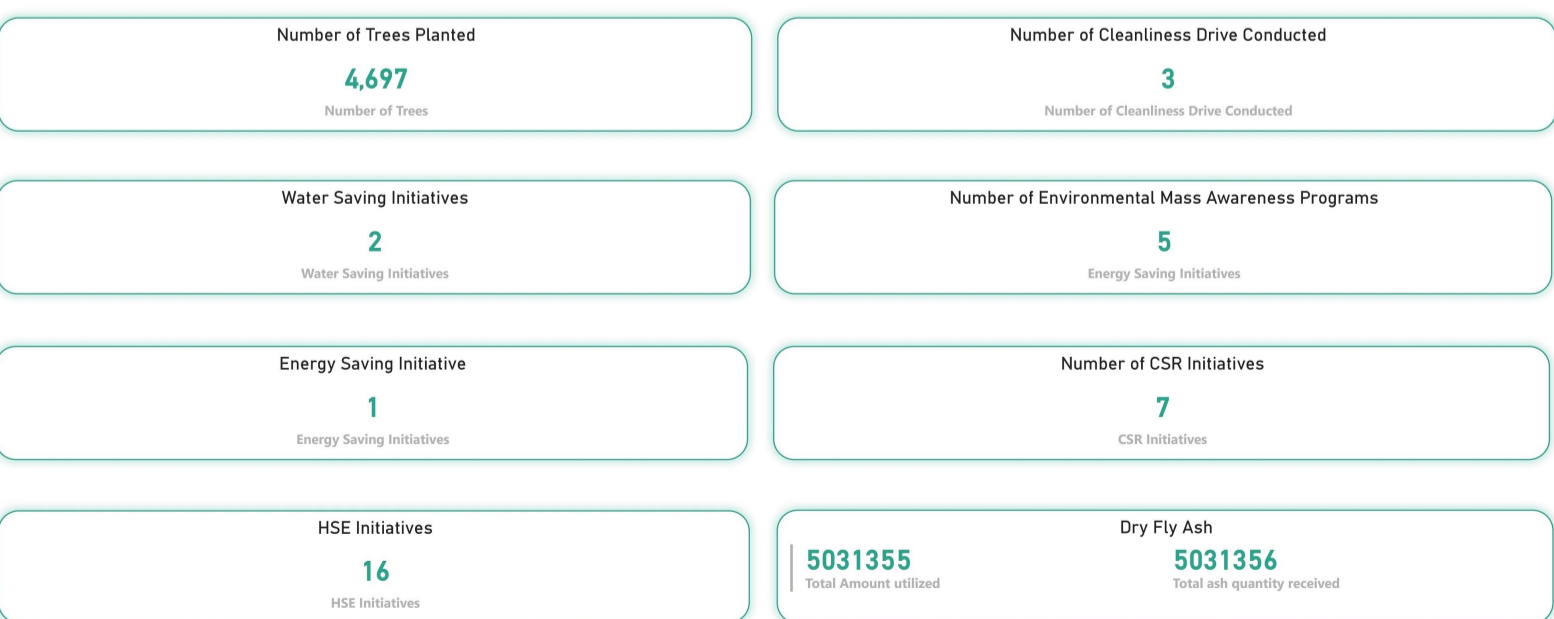 Number of Trees Planted
4,697
Number of Trees
Number of Cleanliness Drive Conducted
3
Number of Cleanliness Drive Conducted
Water Saving Initiatives
2
Water Saving Initiatives
Number of Environmental Mass Awareness Programs
5
Energy Saving Initiatives
Energy Saving Initiative
1
Energy Saving Initiatives
Number of CSR Initiatives
7
CSR Initiatives
HSE Initiatives
16
HSE Initiatives
Dry Fly Ash
5031355
Total Amount utilized
5031356
Total ash quantity received